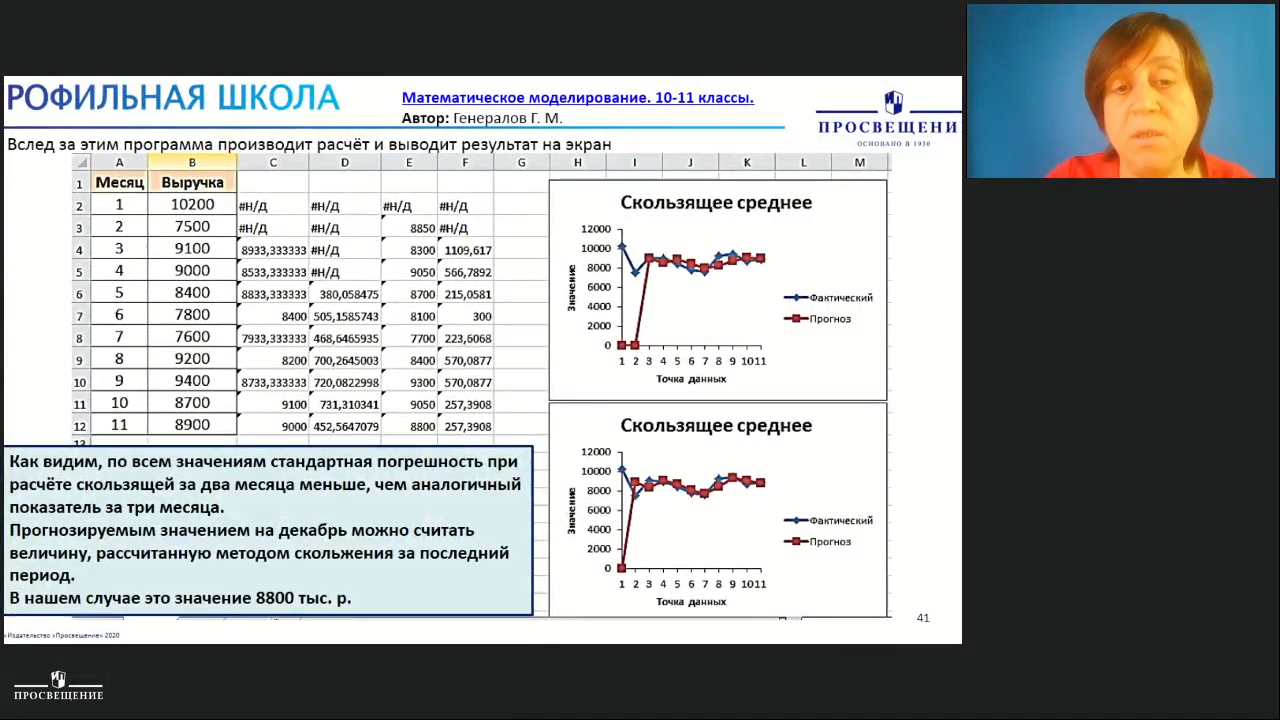 РОФИЛЬНАЯ ШКОЛА
Математическое моделирование. 10-11 классы.
Автор: Генералов Г. М.
ПРОСВЕЩЕНИ
ОСНОВАНО В 1930
Вслед за этим программа производит расчёт и выводит результат на экран
A B C D E F G H I J K L M
1 Месяц Выручка
2 1 10200 #Н/Д #Н/Д #Н/Д #Н/Д
3 2 7500 #Н/Д #Н/Д 8850 #Н/Д
4 3 9100 8933,333333 #Н/Д 8300 1109,617
5 4 9000 8533,333333 #Н/Д 9050 566,7892
6 5 8400 8833,333333 380,058475 8700 215,0581
7 6 7800 8400 505,1585743 8100 300
8 7 7600 7933,333333 468,6465935 7700 223,6068
9 8 9200 8200 700,2645003 8400 570,0877
10 9 9400 8733,333333 720,0822998 9300 570,0877
11 10 8700 9100 731,310341 9050 257,3908
12 11 8900 9000 452,5647079 8800 257,3908
13
Скользящее среднее
Значение
12000
10000
8000
6000
4000
2000
0
1 2 3 4 5 6 7 8 9 10 11
Точка данных
Фактический
Прогноз
Скользящее среднее
Значение
12000
10000
8000
6000
4000
2000
0
1 2 3 4 5 6 7 8 9 10 11
Точка данных
Фактический
Прогноз
Как видим, по всем значениям стандартная погрешность при
расчёте скользящей за два месяца меньше, чем аналогичный
показатель за три месяца.
Прогнозируемым значением на декабрь можно считать
величину, рассчитанную методом скольжения за последний
период.
В нашем случае это значение 8800 тыс. р.
41
«Издательство «Просвещение» 2020
ПРОСВЕЩЕНИЕ